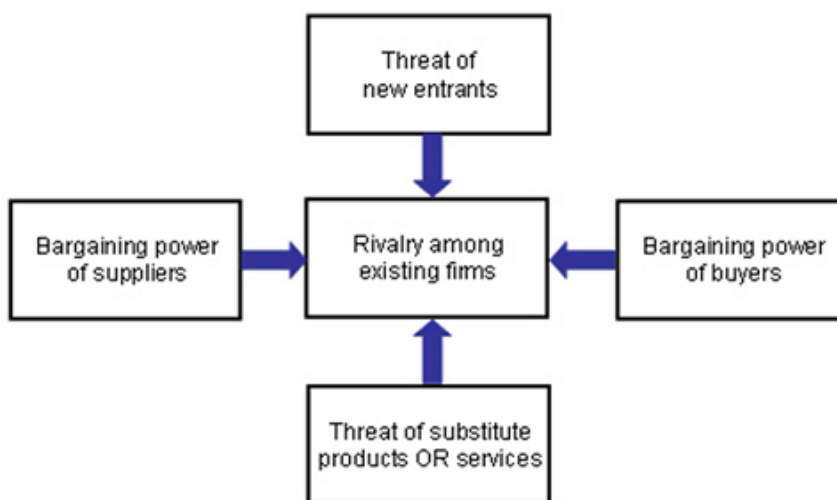 Threat of
new entrants
Bargaining power
of suppliers
Rivalry among
existing firms
Bargaining power
of buyers
Threat of substitute
products OR services